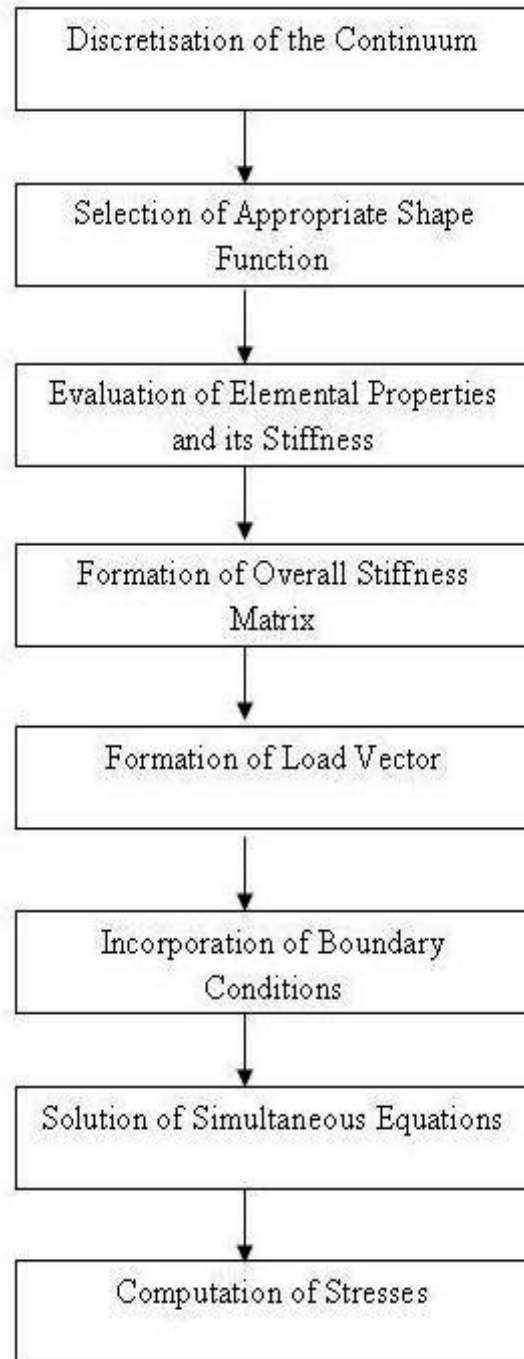 Discretisation of the Continuum
Selection of Appropriate Shape
Function
Evaluation of Elemental Properties
and its Stiffness
Formation of Overall Stiffness
Matrix
Formation of Load Vector
Incorporation of Boundary
Conditions
Solution of Simultaneous Equations
Computation of Stresses